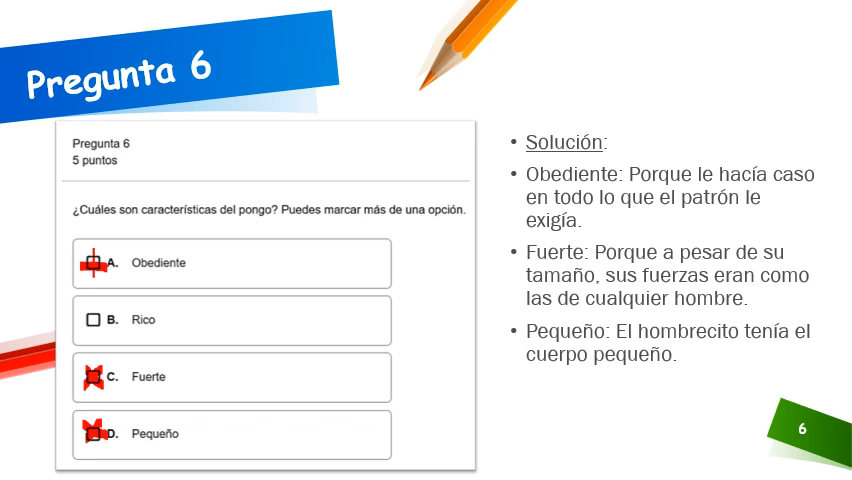 Pregunta 6
Pregunta 6
5 puntos
¿Cuáles son características del pongo? Puedes marcar más de una opción.
A. Obediente
B. Rico
C. Fuerte
D. Pequeño
• Solución:
• Obediente: Porque le hacía caso
en todo lo que el patrón le
exigía.
• Fuerte: Porque a pesar de su
tamaño, sus fuerzas eran como
las de cualquier hombre.
• Pequeño: El hombrecito tenía el
cuerpo pequeño.
6